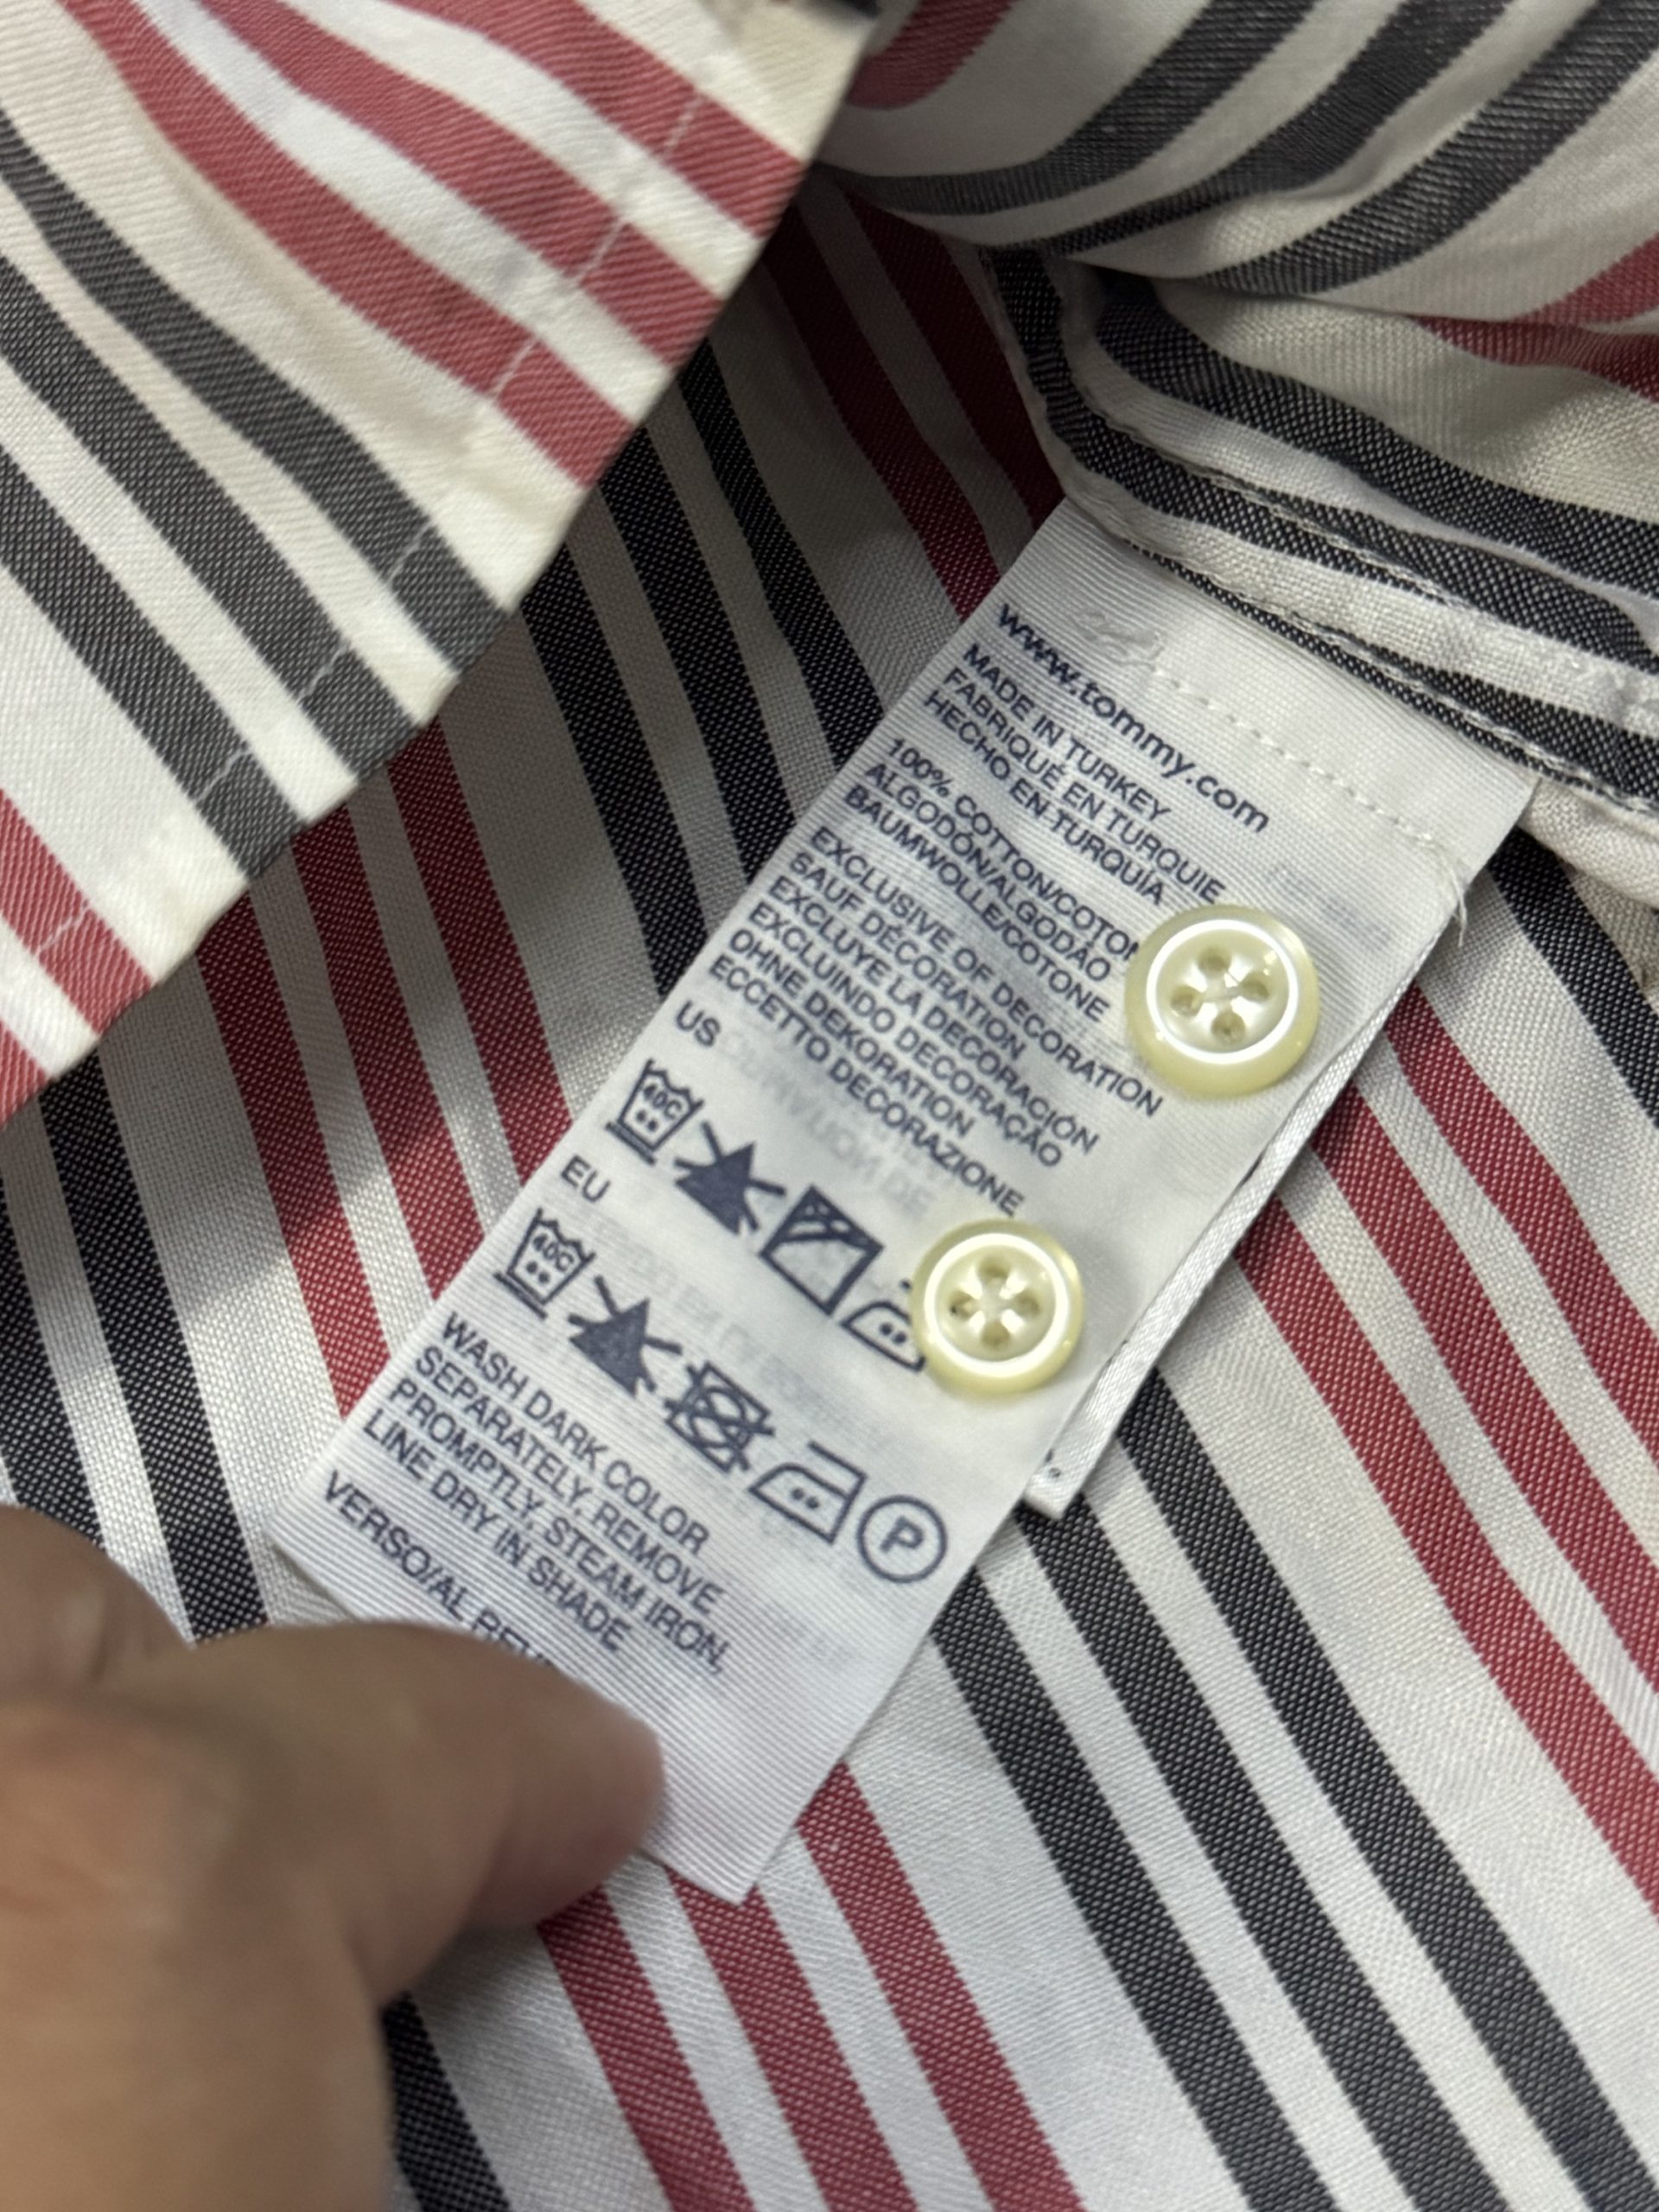 www.tommy.com
MADE IN TURKEY
FABRIQUÉ EN TURQUIE
HECHO EN TURQUÍA
100% COTTON/COTON
ALGODÓN/ALGODÃO
BAUMWOLLE/COTONE
EXCLUSIVE OF DECORATION
SAUF DÉCORATION
EXCLUYE LA DECORACIÓN
EXCLUINDO DECORAÇÃO
OHNE DEKORATION
ECCETTO DECORAZIONE
US
40C
EU
40C
P
WASH DARK COLOR
SEPARATELY, REMOVE
PROMPTLY, STEAM IRON,
LINE DRY IN SHADE
VERSO/AL